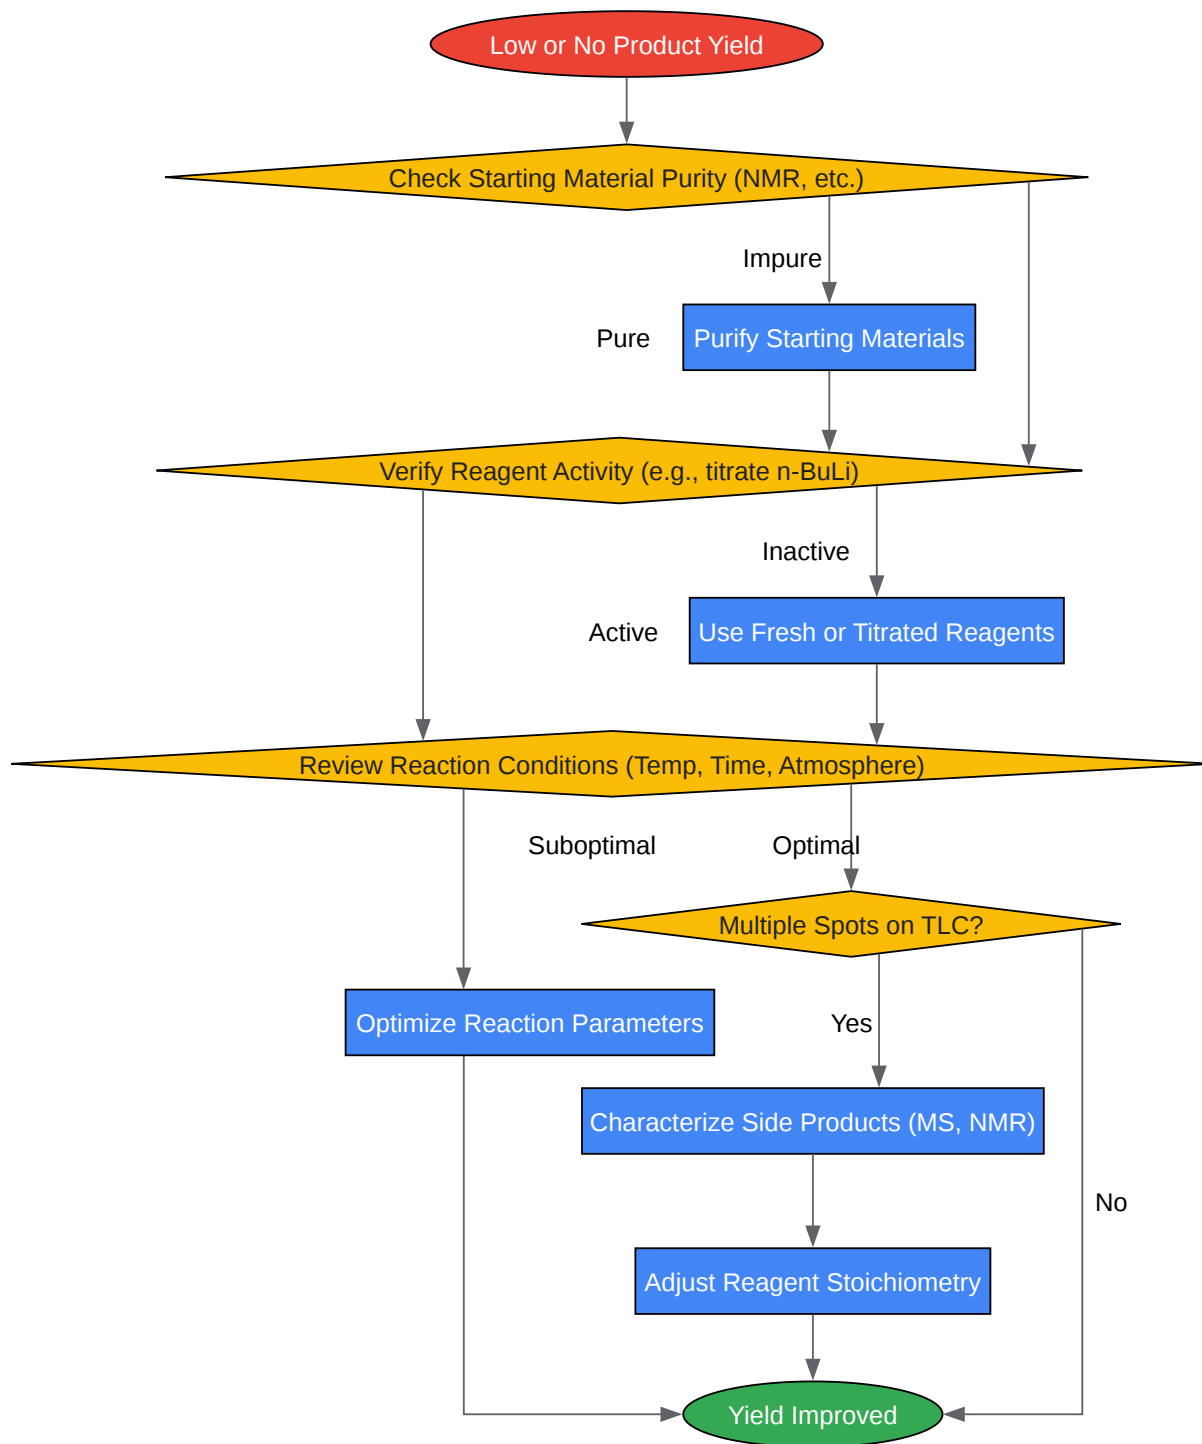 Low or No Product Yield
Check Starting Material Purity (NMR, etc.)
Impure
Pure
Purify Starting Materials
Verify Reagent Activity (e.g., titrate n-BuLi)
Inactive
Active
Use Fresh or Titrated Reagents
Review Reaction Conditions (Temp, Time, Atmosphere)
Suboptimal
Optimal
Multiple Spots on TLC?
Optimize Reaction Parameters
Yes
Characterize Side Products (MS, NMR)
No
Adjust Reagent Stoichiometry
Yield Improved